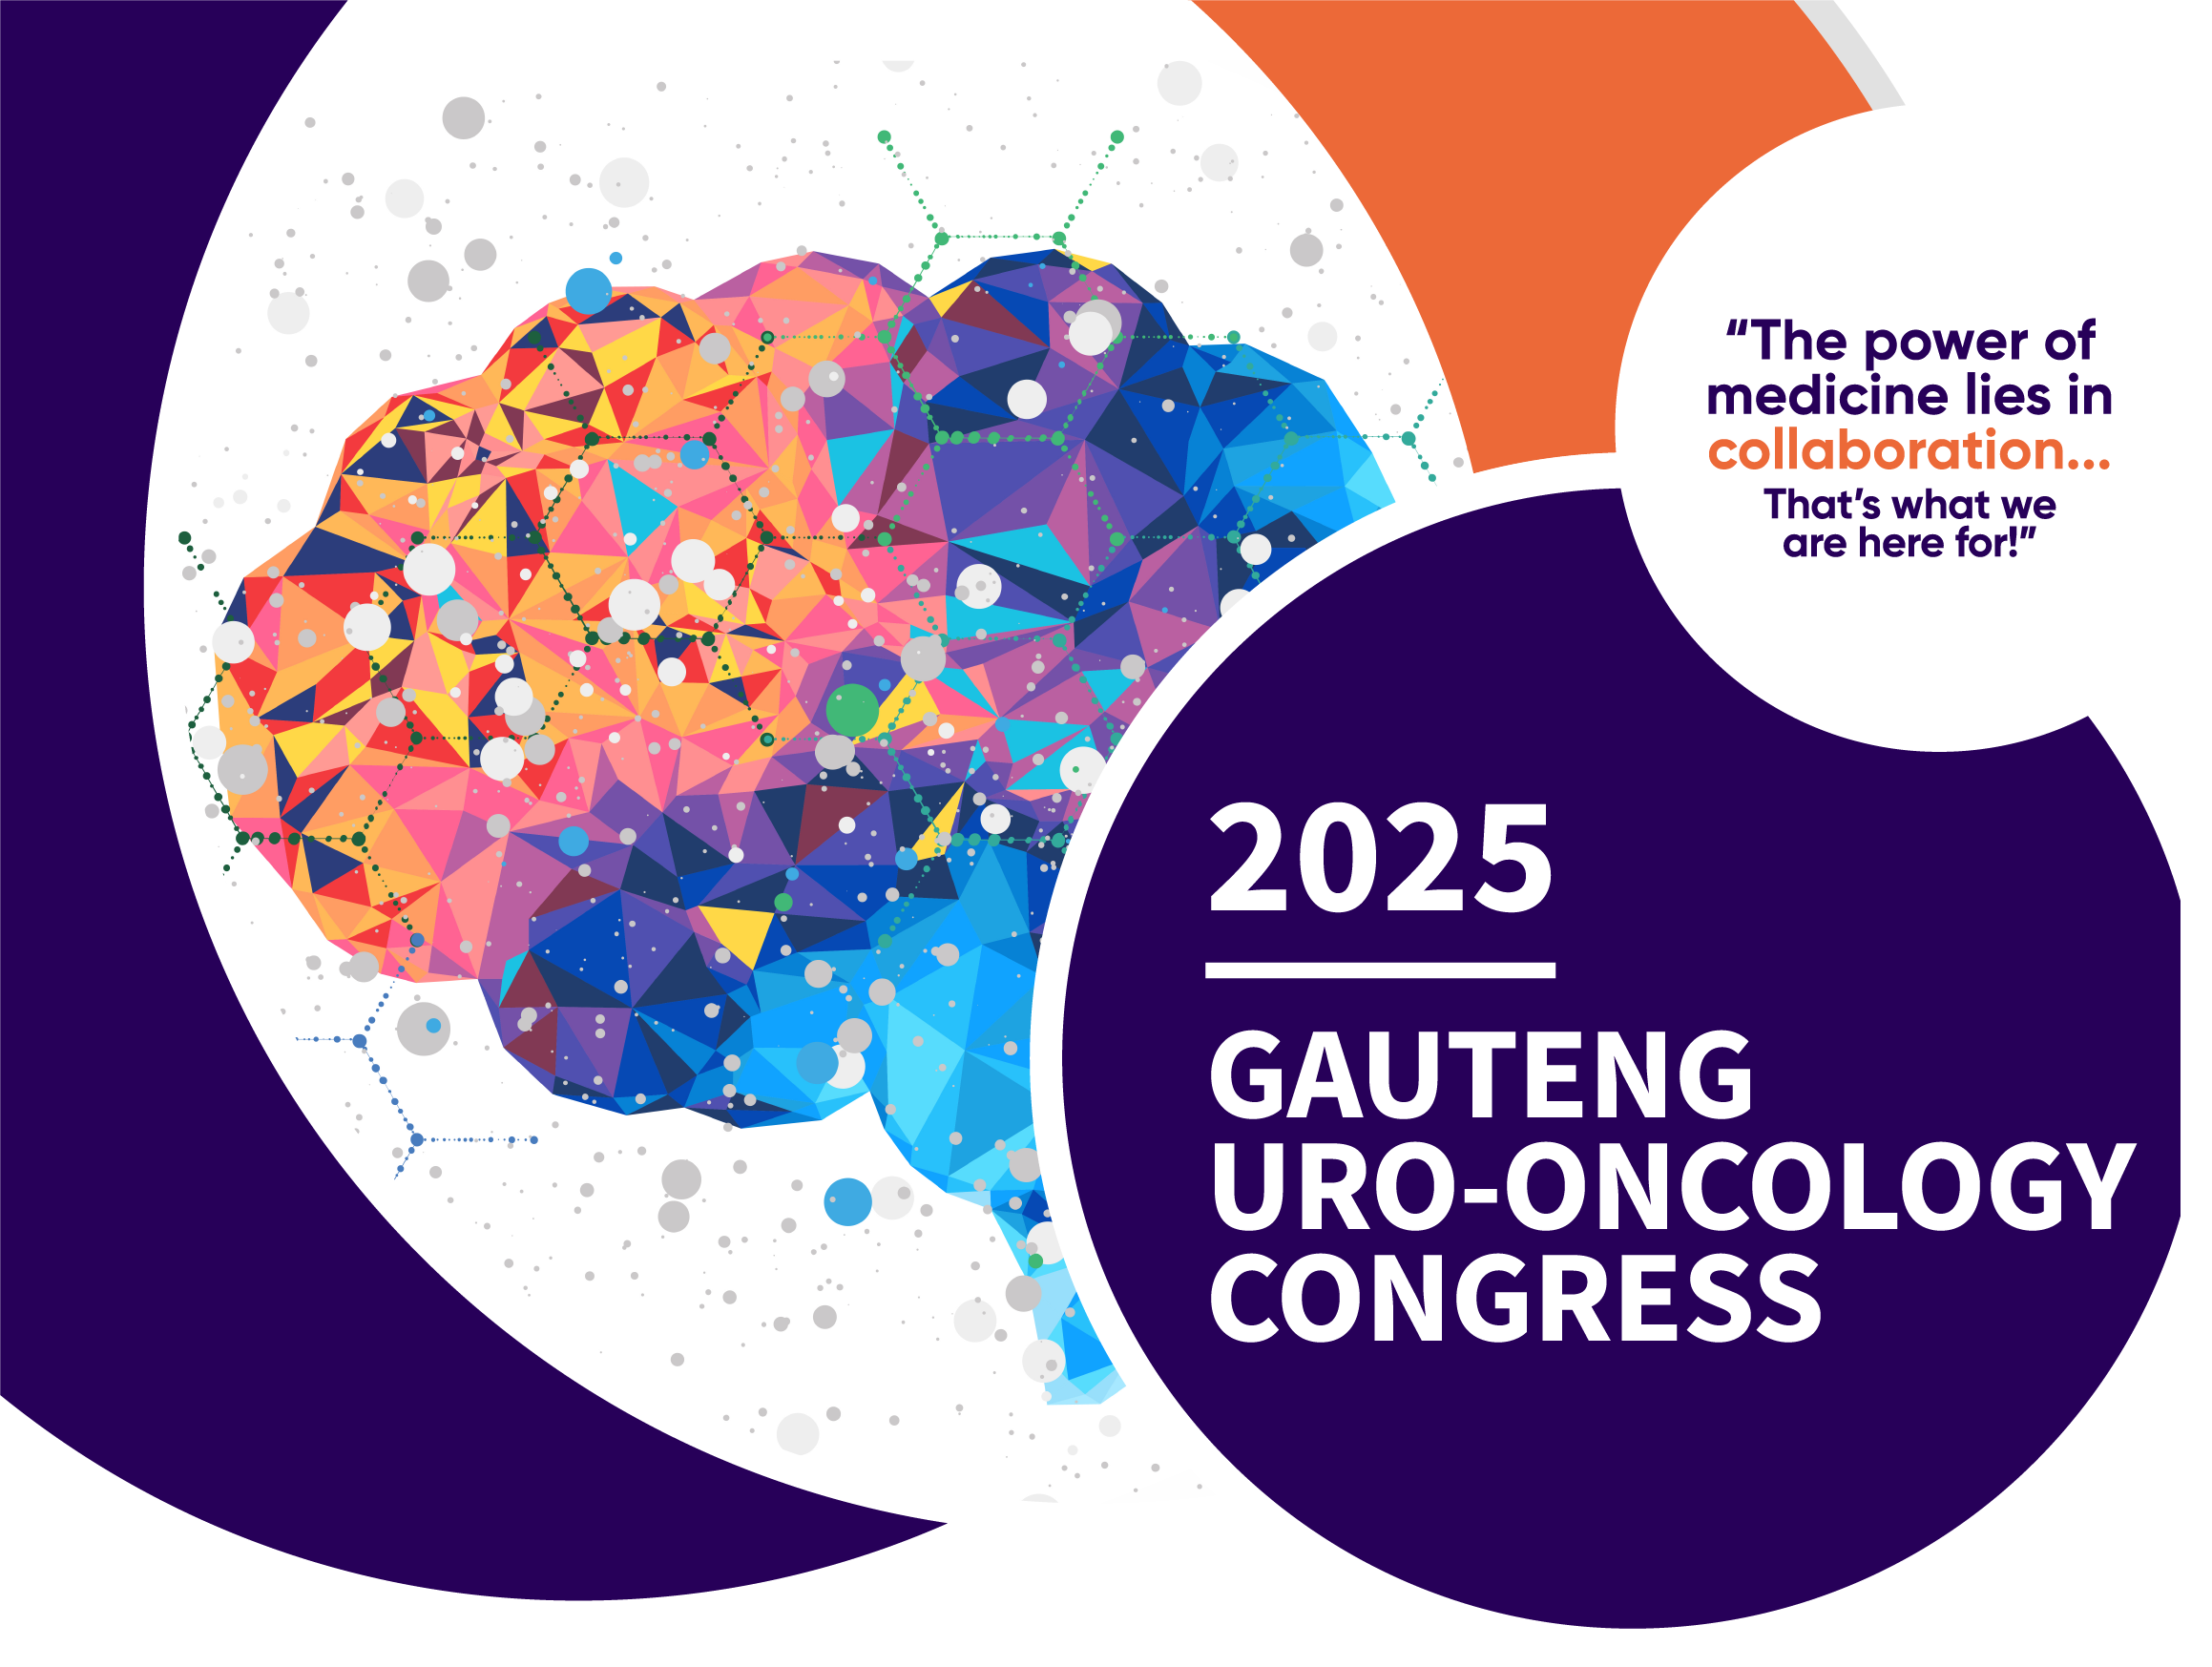 “The power of
medicine lies in
collaboration...
That’s what we
are here for!”
2025
GAUTENG
URO-ONCOLOGY
CONGRESS